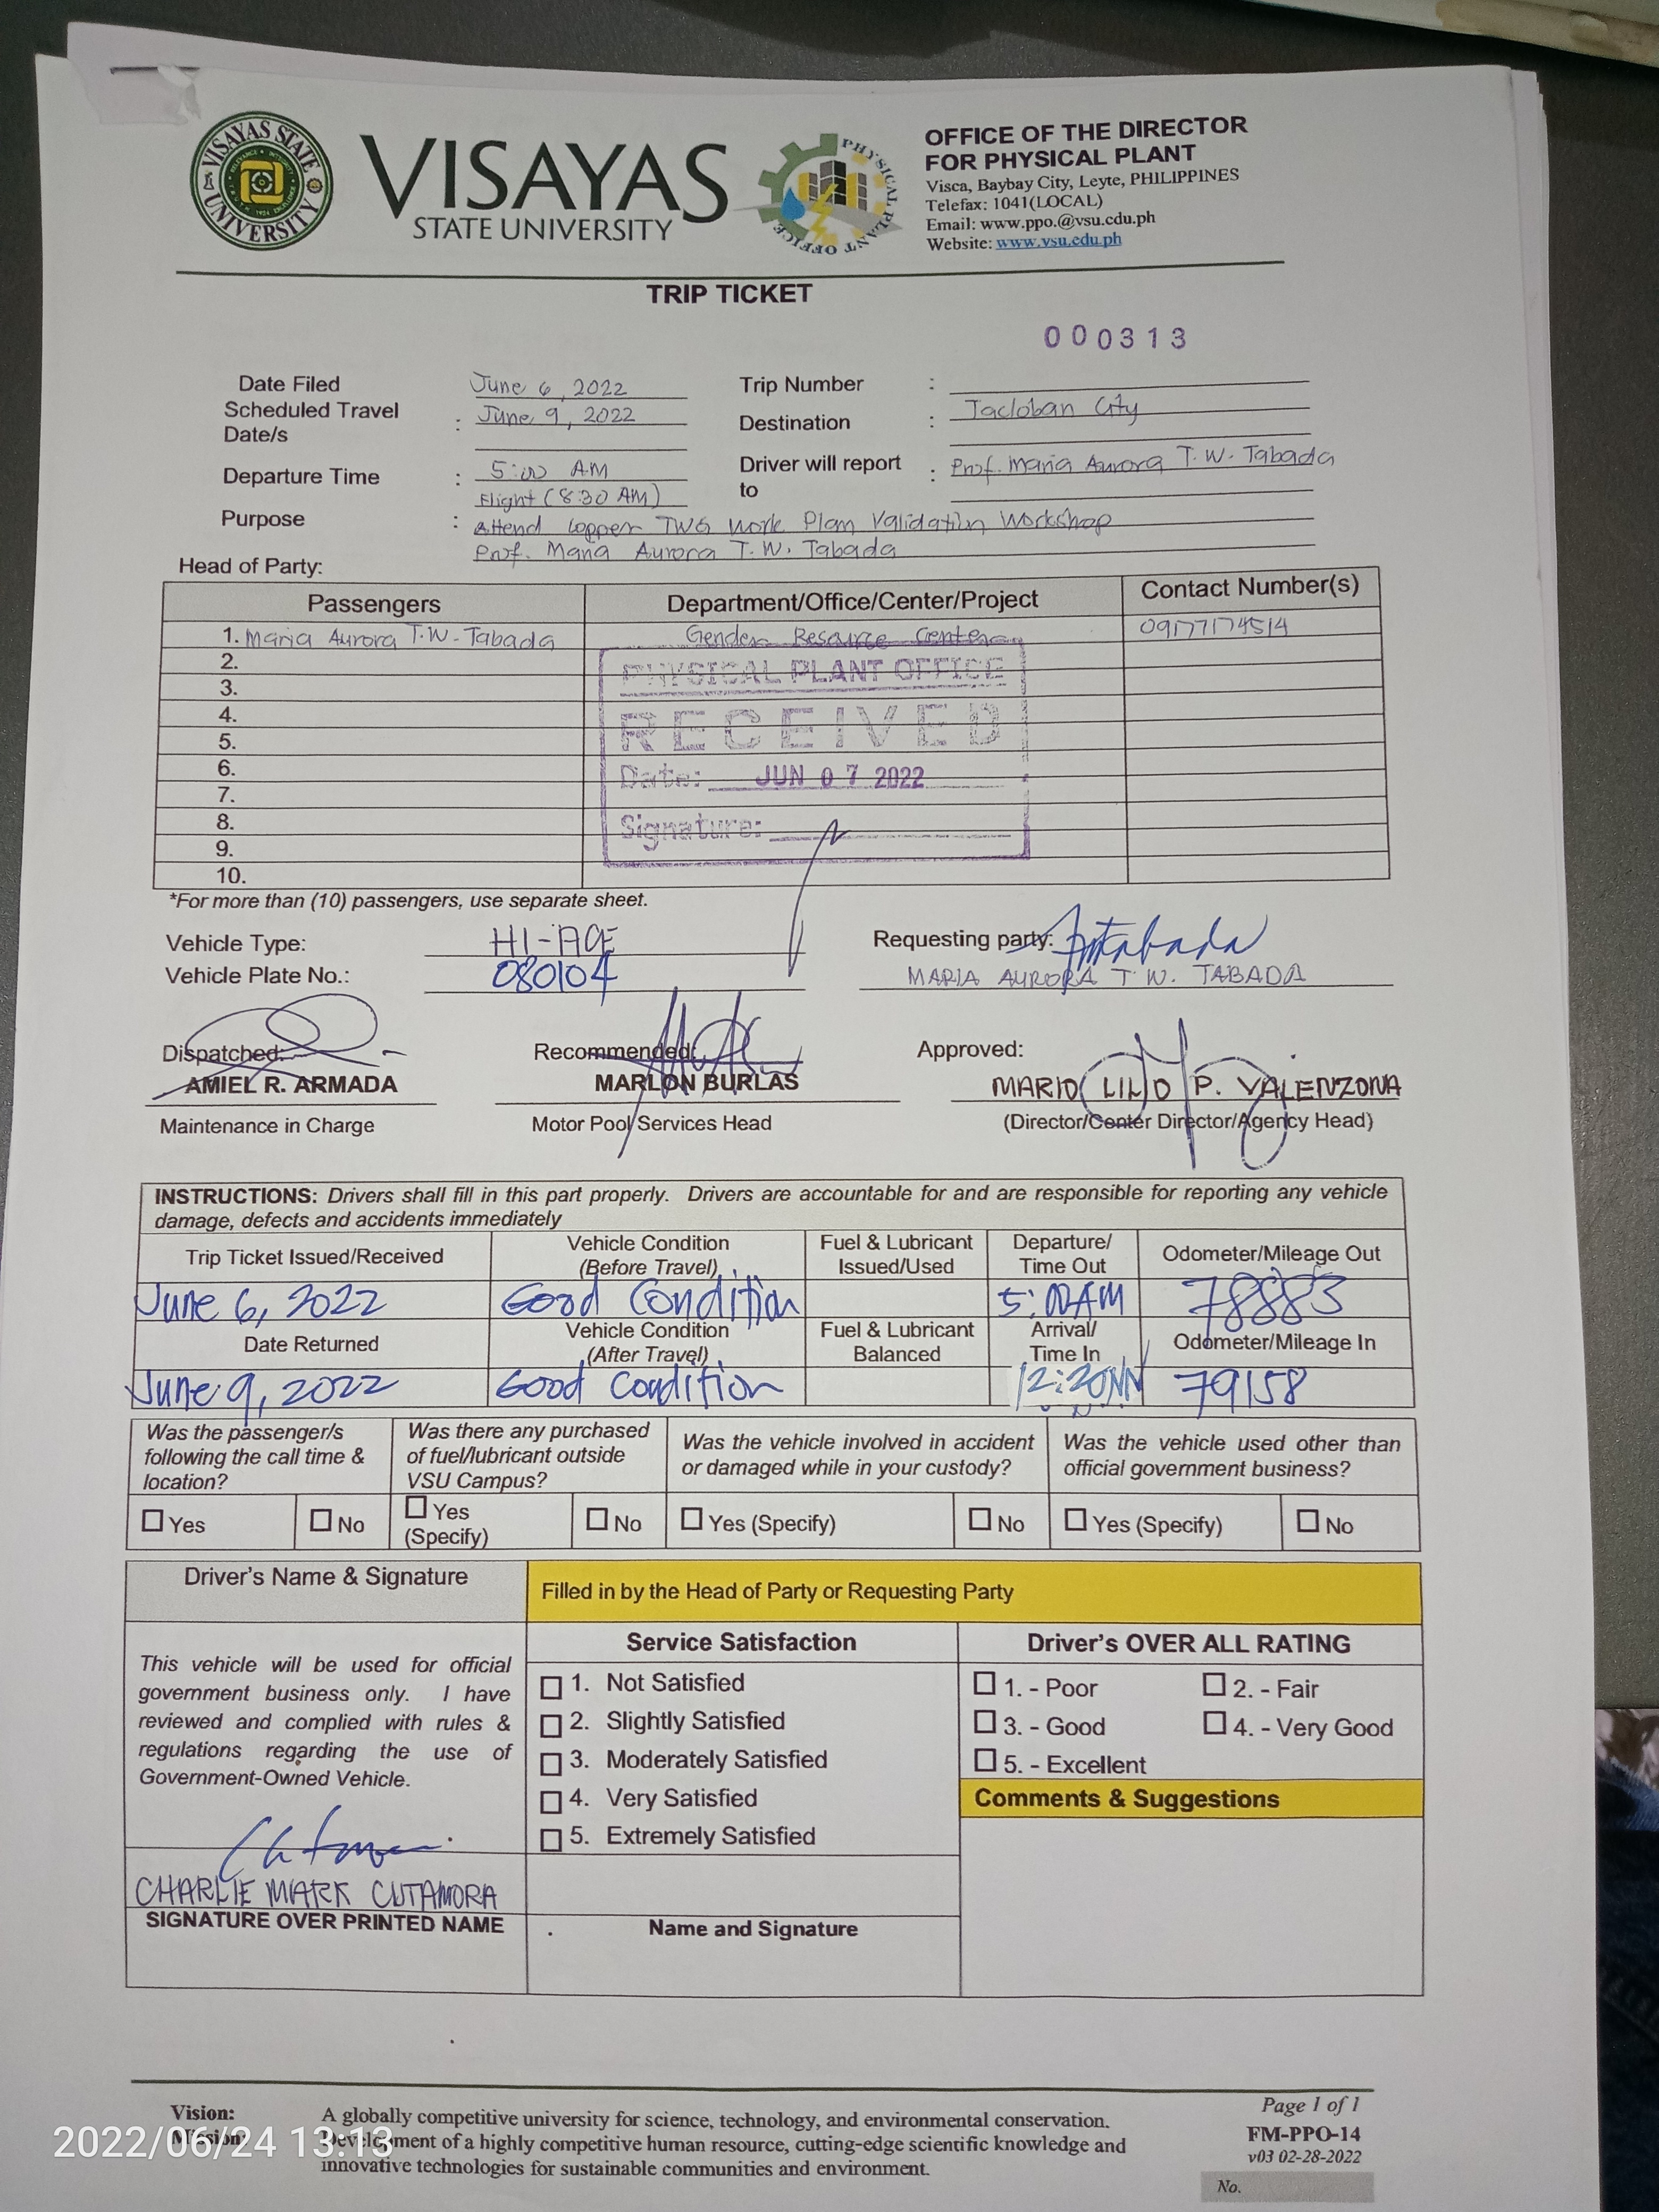 VISAYAS STATE UNIVERSITY
VISAYAS
STATE UNIVERSITY
PHYSICAL PLANT OFFICE
OFFICE OF THE DIRECTOR
FOR PHYSICAL PLANT
Visca, Baybay City, Leyte, PHILIPPINES
Telefax: 1041(LOCAL)
Email: www.ppo.@vsu.edu.ph
Website: www.vsu.edu.ph
TRIP TICKET
000313
Date Filed June 6, 2022 Trip Number :
Scheduled Travel Date/s : June 9, 2022 Destination : Tacloban City
Departure Time : 5:00 AM Driver will report to : Prof. Maria Aurora T.W. Tabada
Flight (8:30 AM)
Purpose : Attend Copper TWG Work Plan Validation Workshop
Prof. Maria Aurora T.W. Tabada
Head of Party:
Passengers Department/Office/Center/Project Contact Number(s)
1. Maria Aurora T.W. Tabada Gender Resource Center 09177174514
2.
3.
4.
5.
6.
7.
8.
9.
10.
PHYSICAL PLANT OFFICE
RECEIVED
Date: JUN 07 2022
Signature:
*For more than (10) passengers, use separate sheet.
Vehicle Type: HI-ACE Requesting party:
Vehicle Plate No.: 080104 MARIA AURORA T.W. TABADA
Dispatched: Recommended: Approved:
AMIEL R. ARMADA MARLON BURLAS MARIO LILIO P. VALENZONA
Maintenance in Charge Motor Pool Services Head (Director/Center Director/Agency Head)
INSTRUCTIONS: Drivers shall fill in this part properly. Drivers are accountable for and are responsible for reporting any vehicle
damage, defects and accidents immediately
Trip Ticket Issued/Received Vehicle Condition (Before Travel) Fuel & Lubricant Issued/Used Departure/ Time Out Odometer/Mileage Out
June 6, 2022 Good Condition 5:00AM 78883
Date Returned Vehicle Condition (After Travel) Fuel & Lubricant Balanced Arrival/ Time In Odometer/Mileage In
June 9, 2022 Good Condition 12:20NN 79158
Was the passenger/s following the call time & location? Was there any purchased of fuel/lubricant outside VSU Campus? Was the vehicle involved in accident or damaged while in your custody? Was the vehicle used other than official government business?
Yes No Yes (Specify) No Yes (Specify) No Yes (Specify) No
Driver's Name & Signature Filled in by the Head of Party or Requesting Party
This vehicle will be used for official
government business only. I have
reviewed and complied with rules &
regulations regarding the use of
Government-Owned Vehicle.
CHARLIE MARK CUTAMORA
SIGNATURE OVER PRINTED NAME
Service Satisfaction
1. Not Satisfied
2. Slightly Satisfied
3. Moderately Satisfied
4. Very Satisfied
5. Extremely Satisfied
Name and Signature
Driver's OVER ALL RATING
1. - Poor 2. - Fair
3. - Good 4. - Very Good
5. - Excellent
Comments & Suggestions
Vision: A globally competitive university for science, technology, and environmental conservation.
Mission: Development of a highly competitive human resource, cutting-edge scientific knowledge and
innovative technologies for sustainable communities and environment.
Page 1 of 1
FM-PPO-14
v03 02-28-2022
No.
2022/06/24 13:13